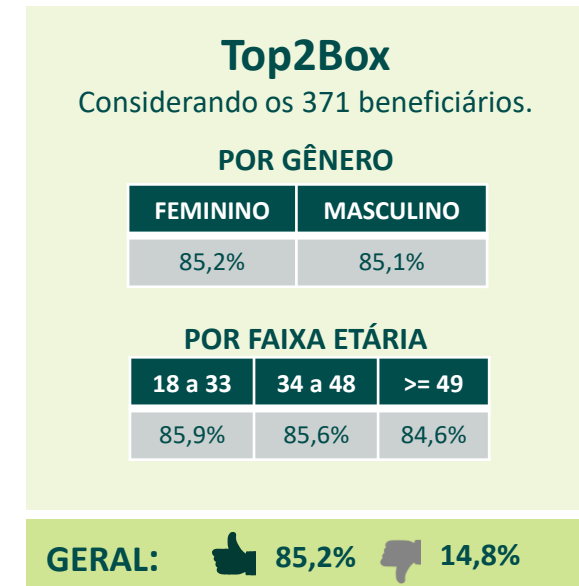 Top2Box
Considerando os 371 beneficiários.
POR GÊNERO
FEMININO MASCULINO
85,2% 85,1%
POR FAIXA ETÁRIA
18 a 33 34 a 48 >= 49
85,9% 85,6% 84,6%
GERAL: 85,2% 14,8%